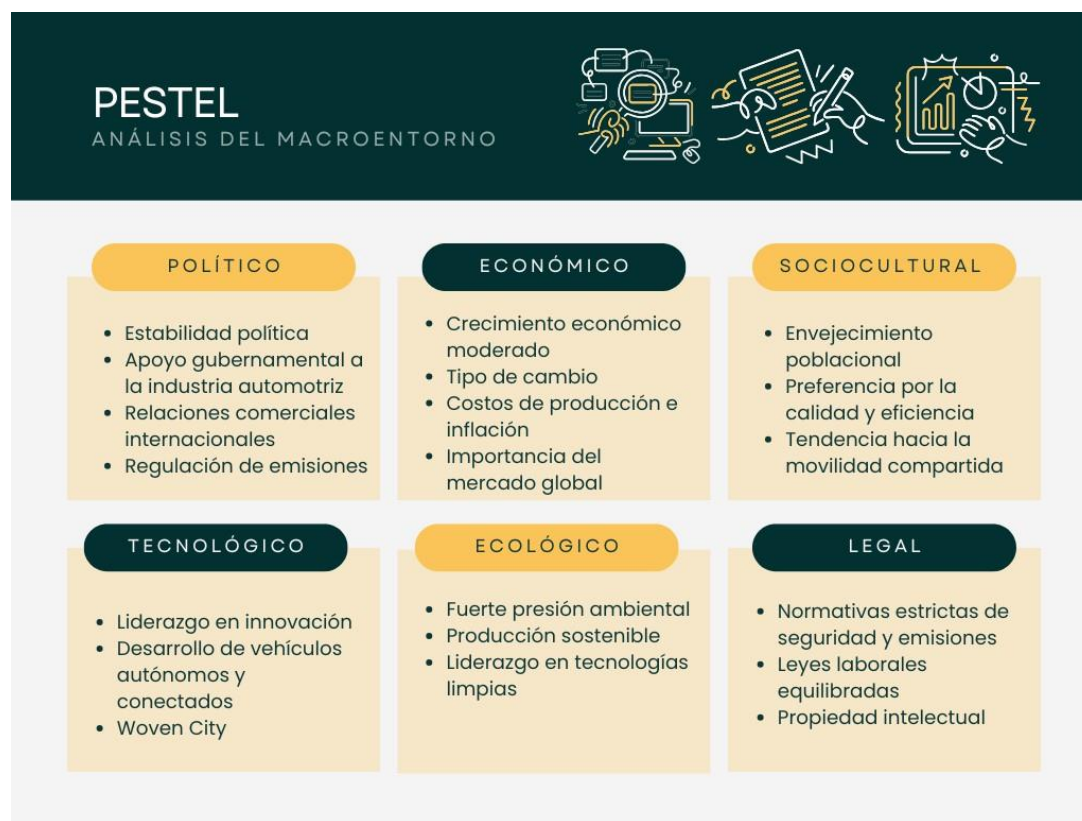 PESTEL
ANÁLISIS DEL MACROENTORNO
POLÍTICO
• Estabilidad política
• Apoyo gubernamental a
la industria automotriz
• Relaciones comerciales
internacionales
• Regulación de emisiones
ECONÓMICO
• Crecimiento económico
moderado
• Tipo de cambio
• Costos de producción e
inflación
• Importancia del
mercado global
SOCIOCULTURAL
• Envejecimiento
poblacional
• Preferencia por la
calidad y eficiencia
• Tendencia hacia la
movilidad compartida
TECNOLÓGICO
• Liderazgo en innovación
• Desarrollo de vehículos
autónomos y
conectados
• Woven City
ECOLÓGICO
• Fuerte presión ambiental
• Producción sostenible
• Liderazgo en tecnologías
limpias
LEGAL
• Normativas estrictas de
seguridad y emisiones
• Leyes laborales
equilibradas
• Propiedad intelectual